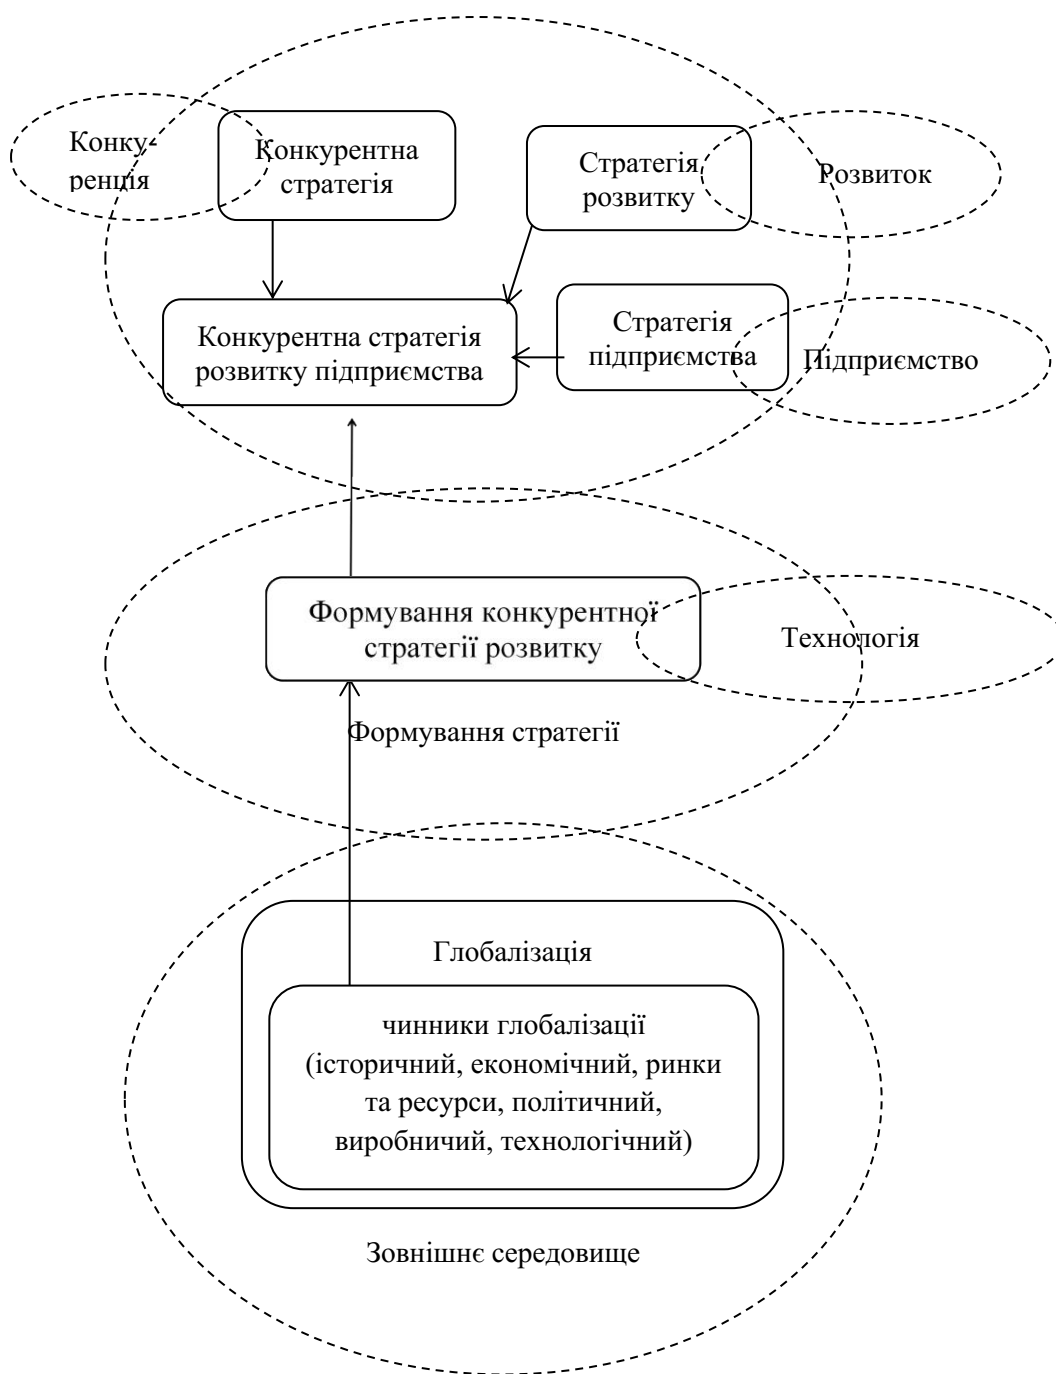 Конку-
ренція
Конкурентна
стратегія
Стратегія
розвитку
Розвиток
Конкурентна стратегія
розвитку підприємства
Стратегія
підприємства
Підприємство
Формування конкурентної
стратегії розвитку
Технологія
Формування стратегії
Глобалізація
чинники глобалізації
(історичний, економічний, ринки
та ресурси, політичний,
виробничий, технологічний)
Зовнішнє середовище